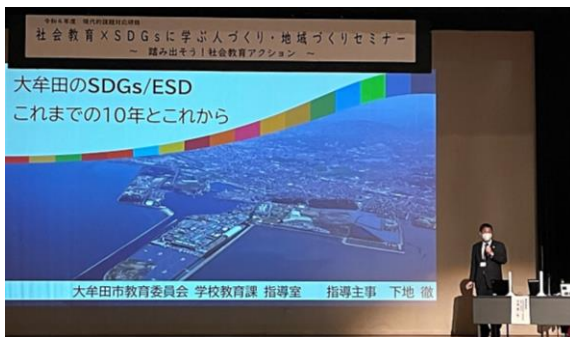 令和6年度 現代的課題対応研修
社会教育×SDGsに学ぶ人づくり・地域づくりセミナー
～ 踏み出そう！社会教育アクション ～
大牟田のSDGs/ESD
これまでの10年とこれから
大牟田市教育委員会 学校教育課 指導室 指導主事 下地 徹